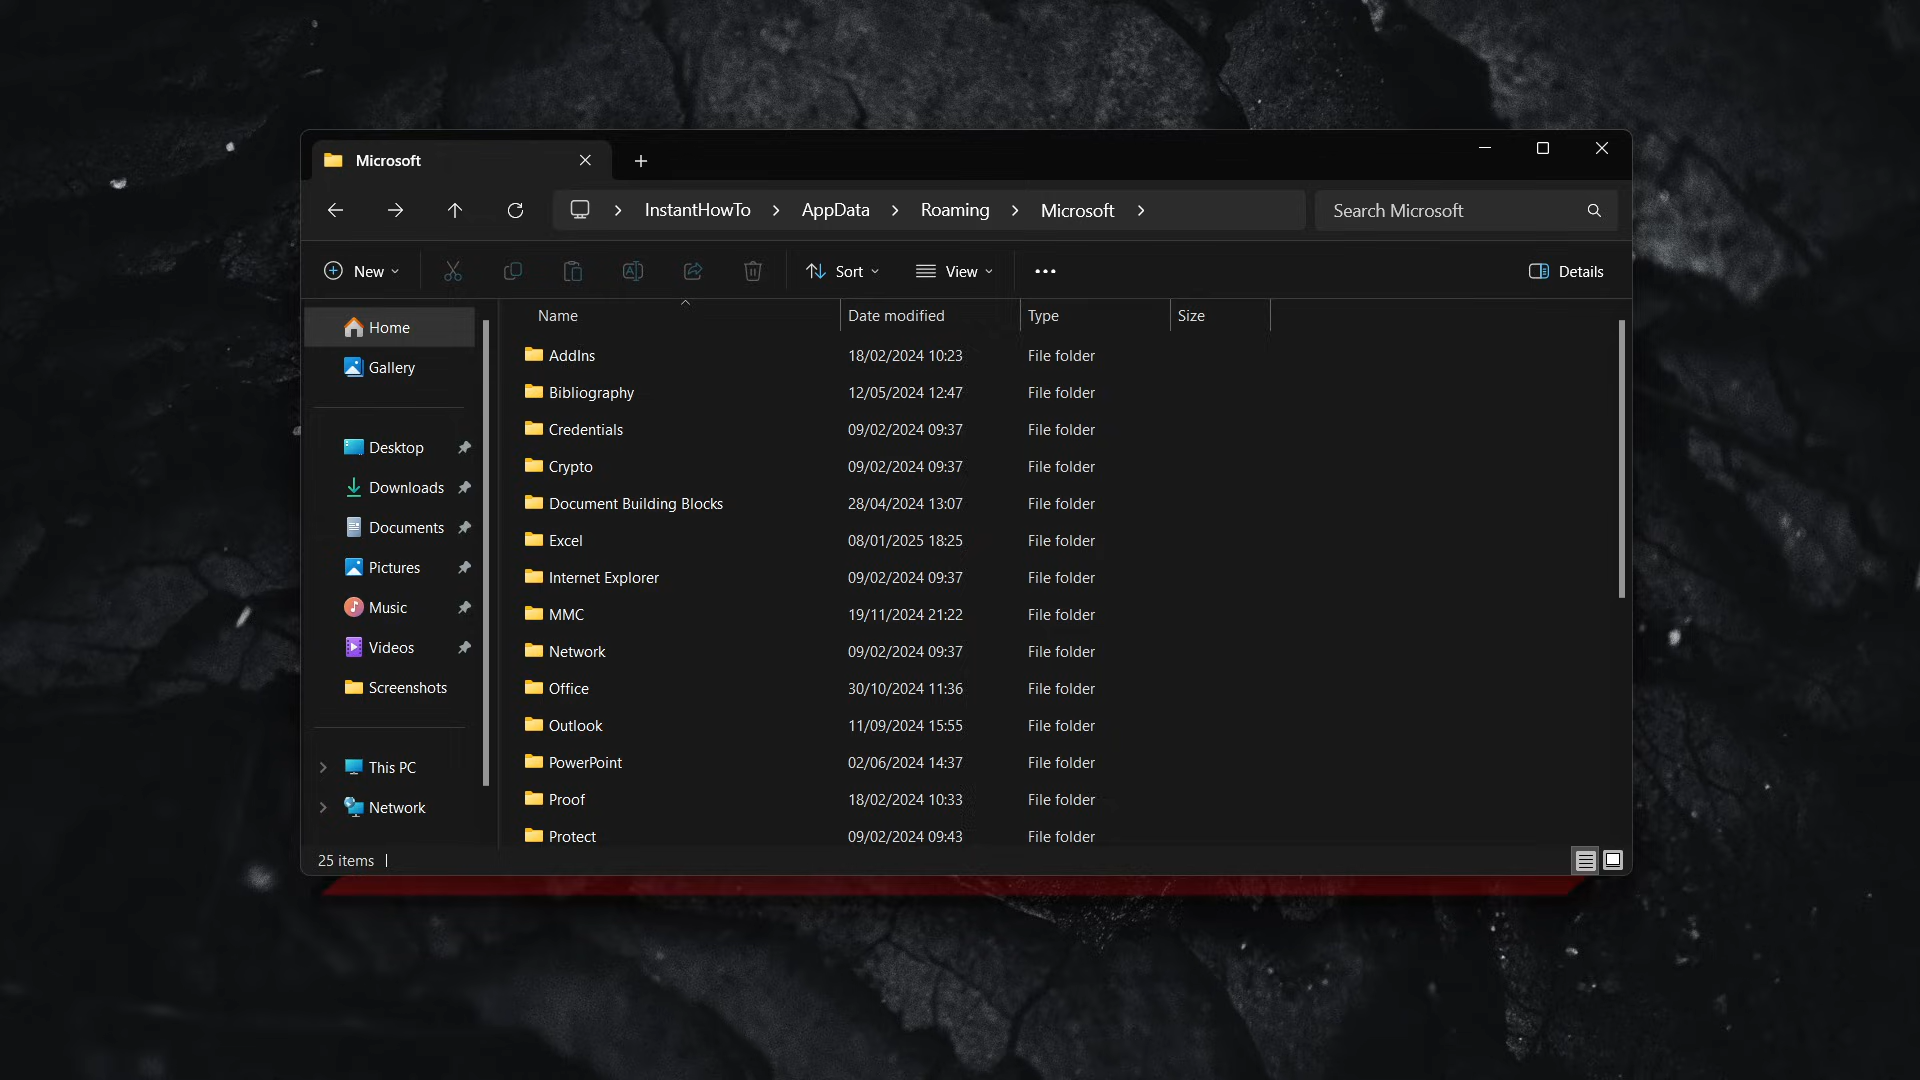 Microsoft
InstantHowTo > AppData > Roaming > Microsoft >
Search Microsoft
New
Sort
View
Details
Home
Gallery
Desktop
Downloads
Documents
Pictures
Music
Videos
Screenshots
This PC
Network
Name Date modified Type Size
AddIns 18/02/2024 10:23 File folder
Bibliography 12/05/2024 12:47 File folder
Credentials 09/02/2024 09:37 File folder
Crypto 09/02/2024 09:37 File folder
Document Building Blocks 28/04/2024 13:07 File folder
Excel 08/01/2025 18:25 File folder
Internet Explorer 09/02/2024 09:37 File folder
MMC 19/11/2024 21:22 File folder
Network 09/02/2024 09:37 File folder
Office 30/10/2024 11:36 File folder
Outlook 11/09/2024 15:55 File folder
PowerPoint 02/06/2024 14:37 File folder
Proof 18/02/2024 10:33 File folder
Protect 09/02/2024 09:43 File folder
25 items